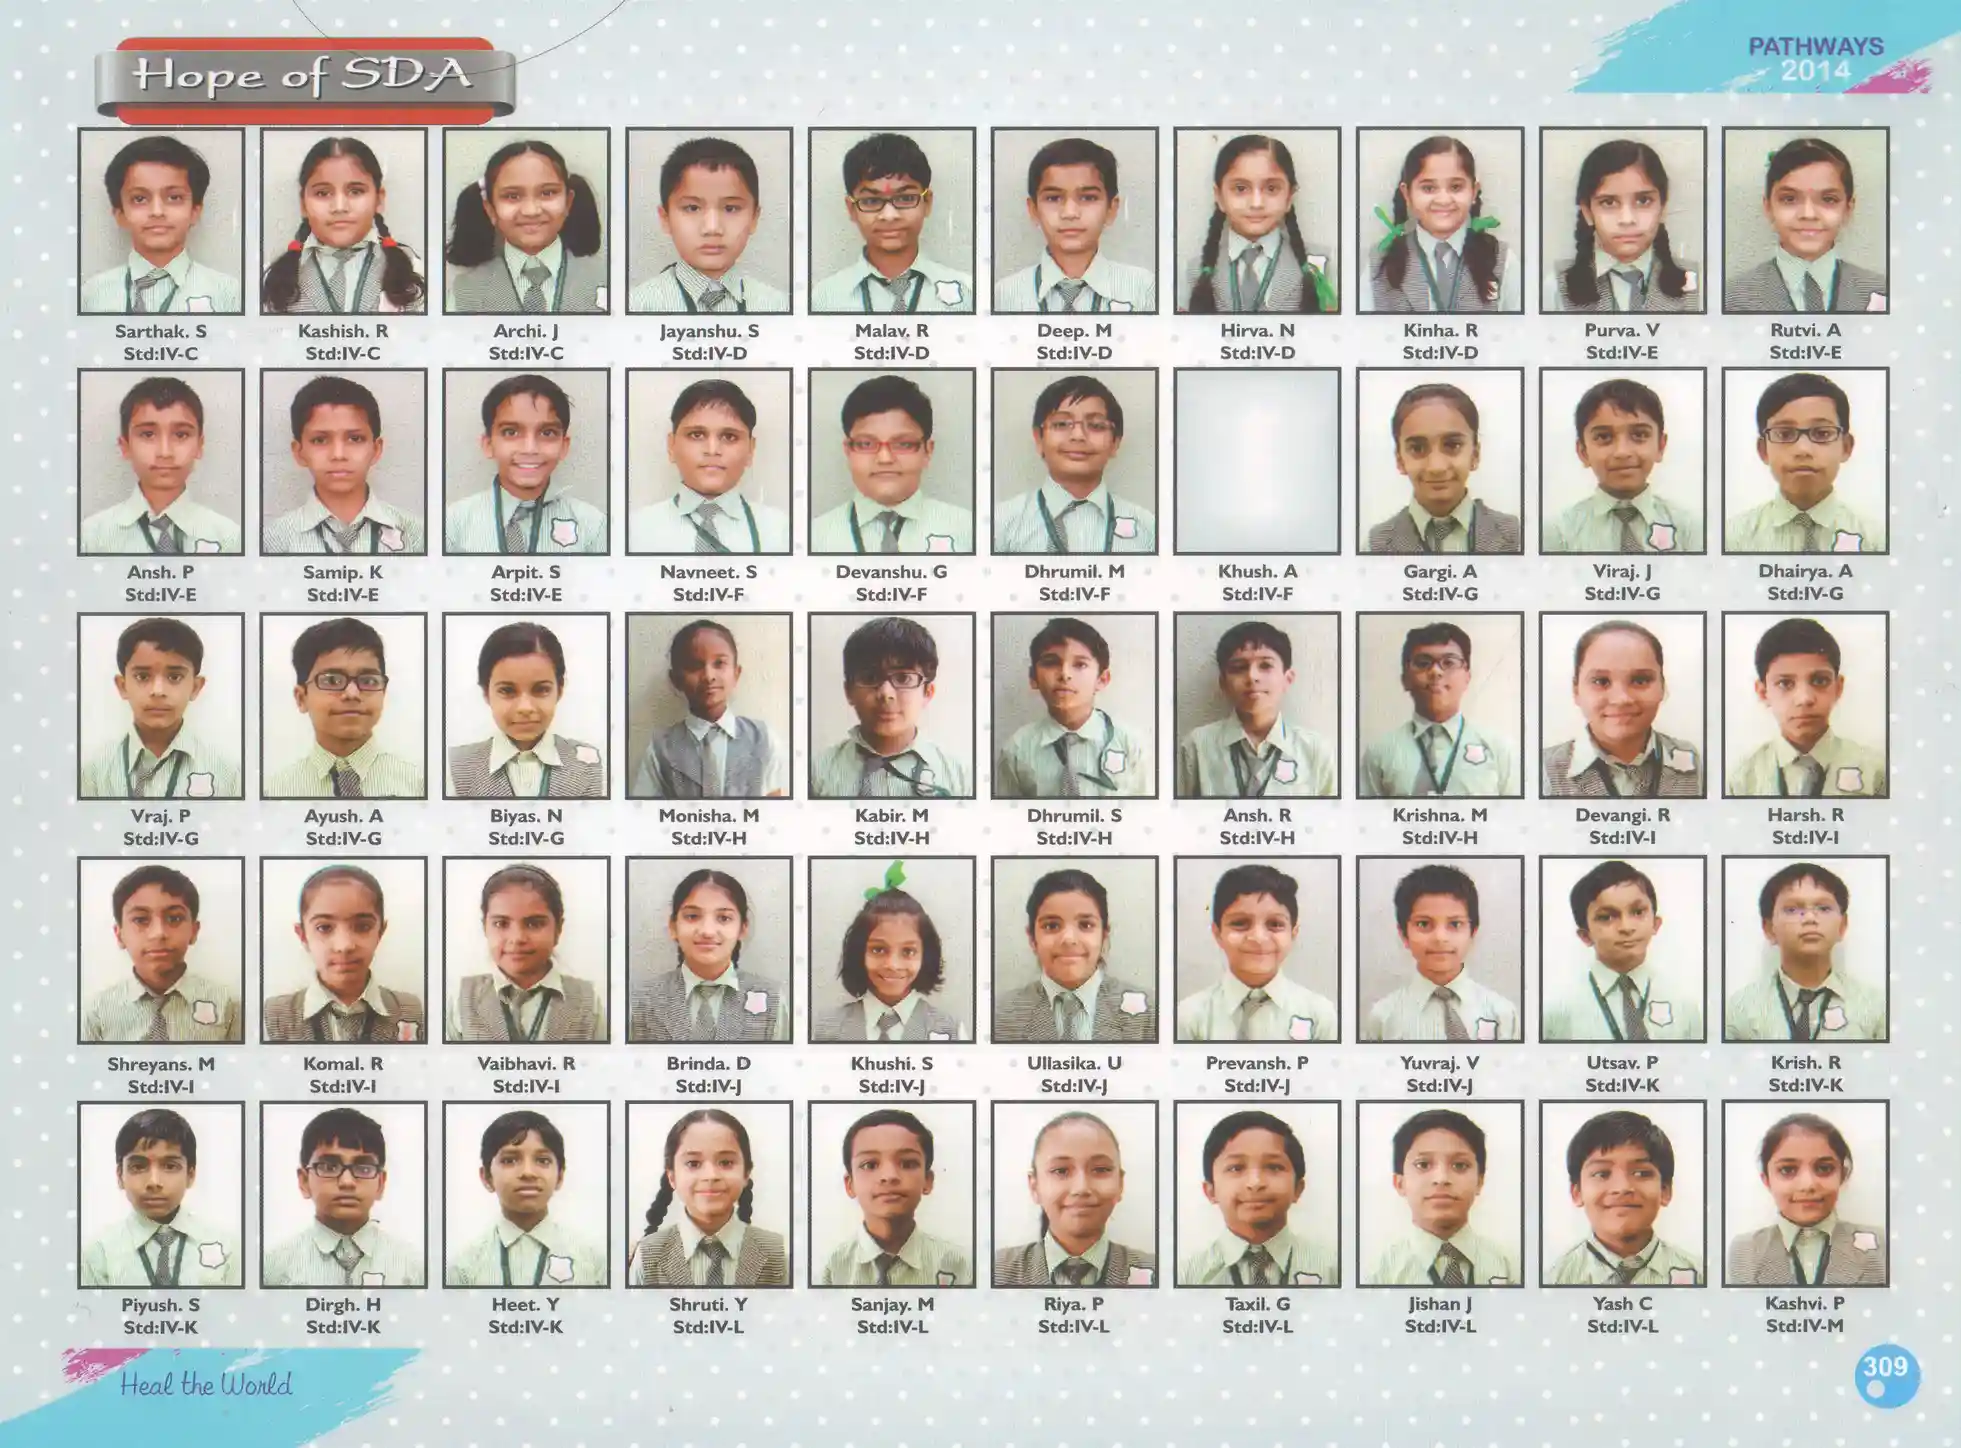 Hope of SDA
PATHWAYS
2014
Sarthak. S Kashish. R Archi. J Jayanshu. S Malav. R Deep. M Hirva. N Kinha. R Purva. V Rutvi. A
Std:IV-C Std:IV-C Std:IV-C Std:IV-D Std:IV-D Std:IV-D Std:IV-D Std:IV-D Std:IV-E Std:IV-E
Ansh. P Samip. K Arpit. S Navneet. S Devanshu. G Dhrumil. M Khush. A Gargi. A Viraj. J Dhairya. A
Std:IV-E Std:IV-E Std:IV-E Std:IV-F Std:IV-F Std:IV-F Std:IV-F Std:IV-G Std:IV-G Std:IV-G
Vraj. P Ayush. A Biyas. N Monisha. M Kabir. M Dhrumil. S Ansh. R Krishna. M Devangi. R Harsh. R
Std:IV-G Std:IV-G Std:IV-G Std:IV-H Std:IV-H Std:IV-H Std:IV-H Std:IV-H Std:IV-I Std:IV-I
Shreyans. M Komal. R Vaibhavi. R Brinda. D Khushi. S Ullasika. U Prevansh. P Yuvraj. V Utsav. P Krish. R
Std:IV-I Std:IV-I Std:IV-I Std:IV-J Std:IV-J Std:IV-J Std:IV-J Std:IV-J Std:IV-K Std:IV-K
Piyush. S Dirgh. H Heet. Y Shruti. Y Sanjay. M Riya. P Taxil. G Jishan J Yash C Kashvi. P
Std:IV-K Std:IV-K Std:IV-K Std:IV-L Std:IV-L Std:IV-L Std:IV-L Std:IV-L Std:IV-L Std:IV-M
Heal the World
309